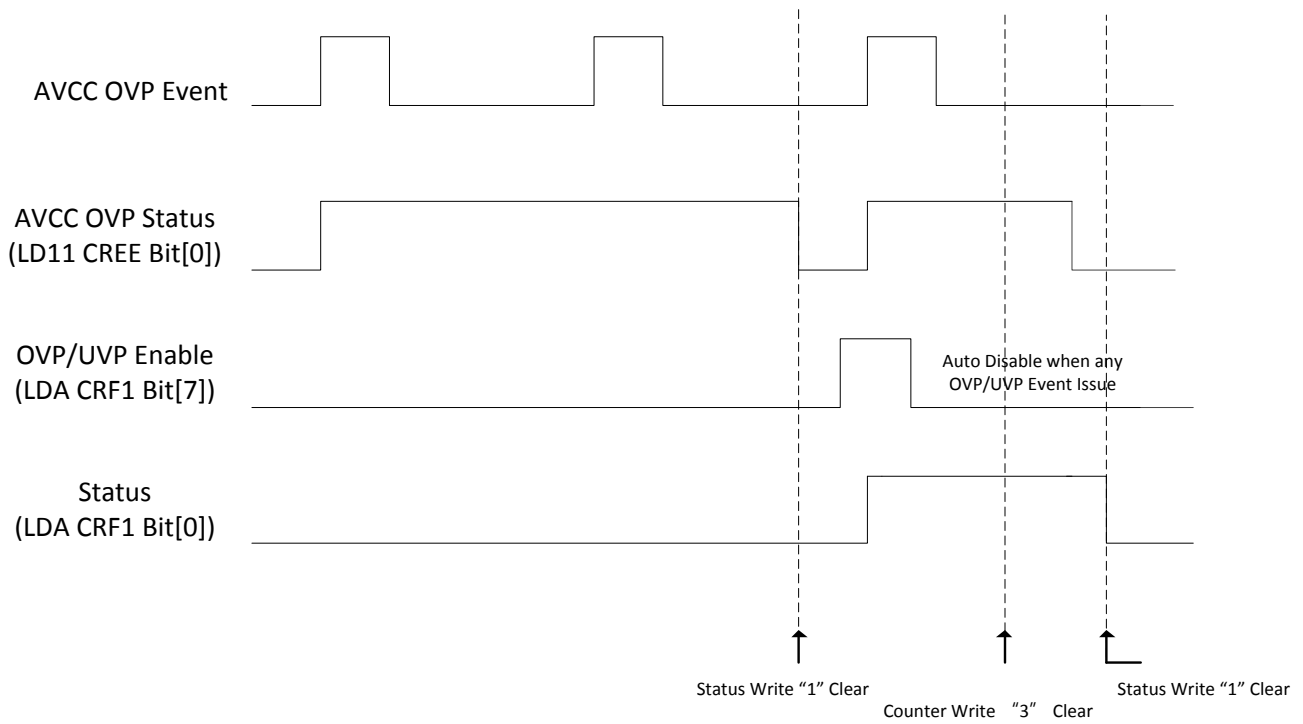 AVCC OVP Event
AVCC OVP Status
(LD11 CREE Bit[0])
OVP/UVP Enable
(LDA CRF1 Bit[7])
Auto Disable when any
OVP/UVP Event Issue
Status
(LDA CRF1 Bit[0])
Status Write “1” Clear
Counter Write “3” Clear
Status Write “1” Clear